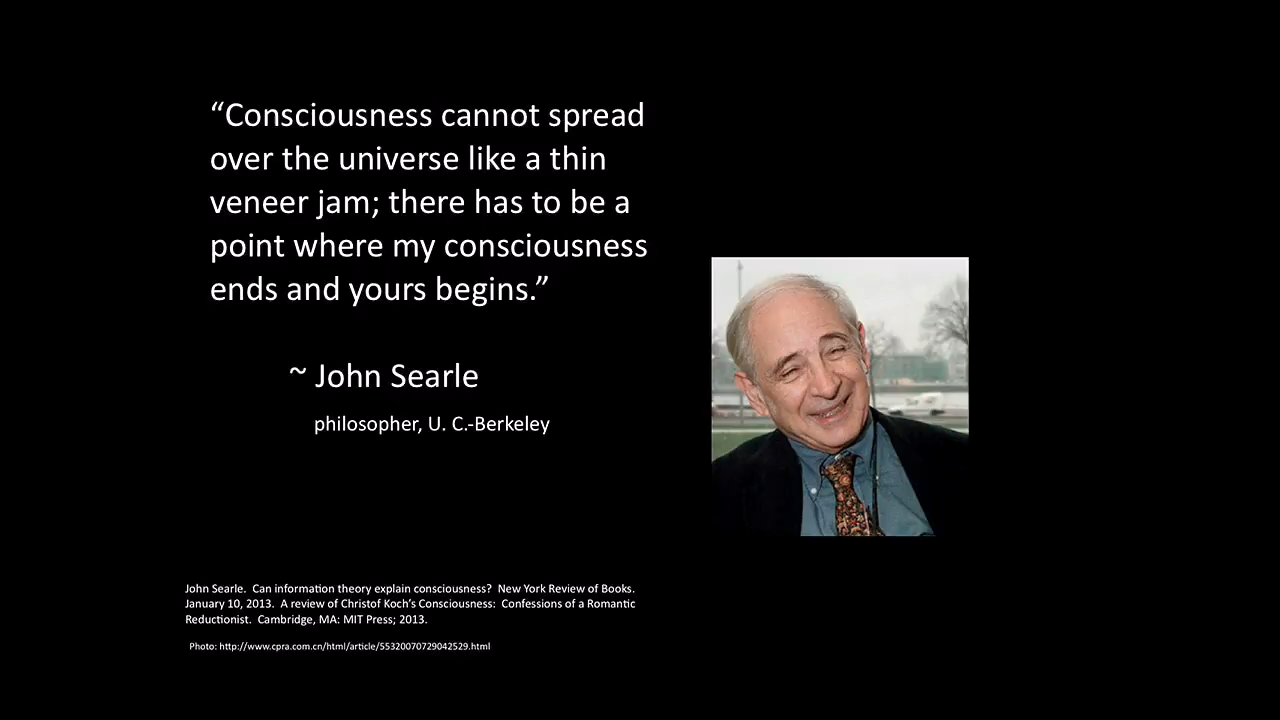 “Consciousness cannot spread
over the universe like a thin
veneer jam; there has to be a
point where my consciousness
ends and yours begins.”
~ John Searle
philosopher, U. C.-Berkeley
John Searle.  Can information theory explain consciousness?  New York Review of Books.
January 10, 2013.  A review of Christof Koch’s Consciousness:  Confessions of a Romantic
Reductionist.  Cambridge, MA: MIT Press; 2013.
Photo: http://www.cpra.com.cn/html/article/55320070729042529.html